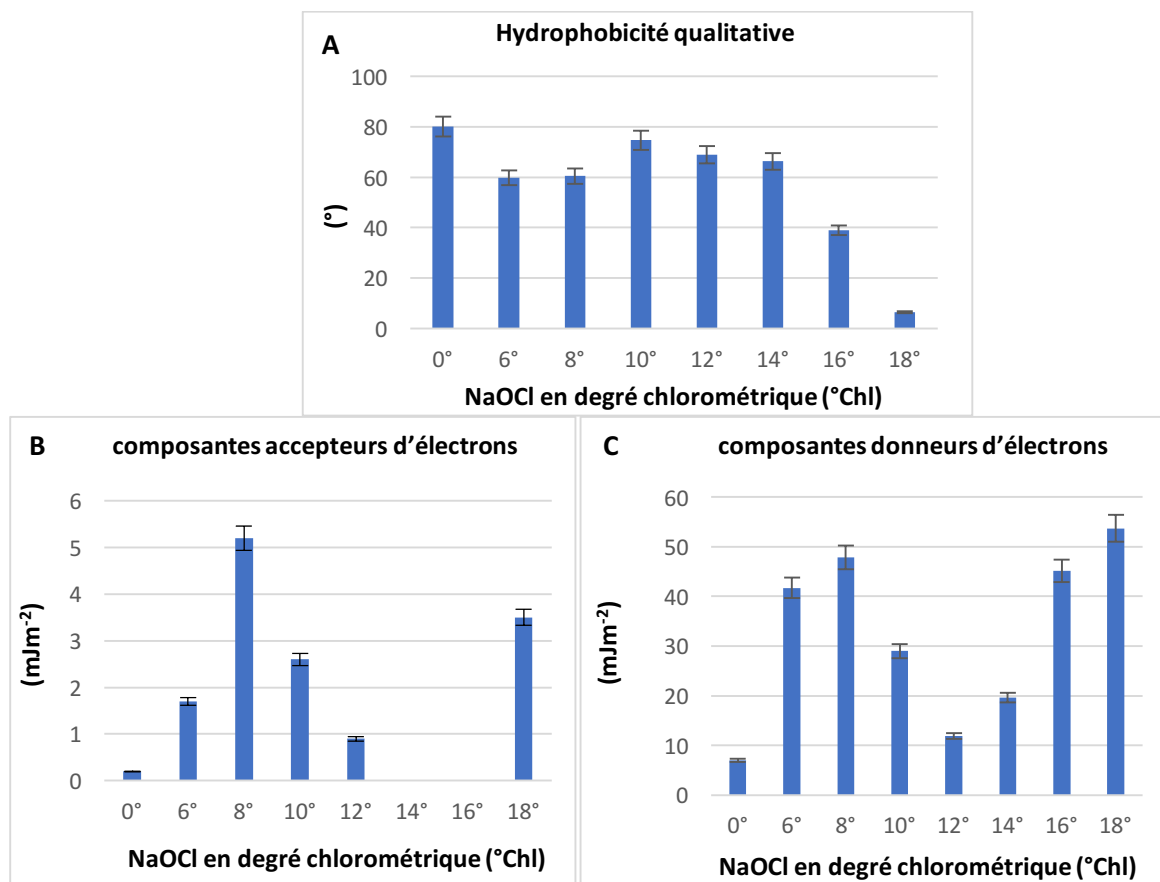 A
Hydrophobicité qualitative
100
80
60
40
20
0
(°)
0° 6° 8° 10° 12° 14° 16° 18°
NaOCl en degré chlorométrique (°Chl)
B
composantes accepteurs d'électrons
6
5
4
3
2
1
0
(mJm⁻²)
0° 6° 8° 10° 12° 14° 16° 18°
NaOCl en degré chlorométrique (°Chl)
C
composantes donneurs d'électrons
60
50
40
30
20
10
0
(mJm⁻²)
0° 6° 8° 10° 12° 14° 16° 18°
NaOCl en degré chlorométrique (°Chl)